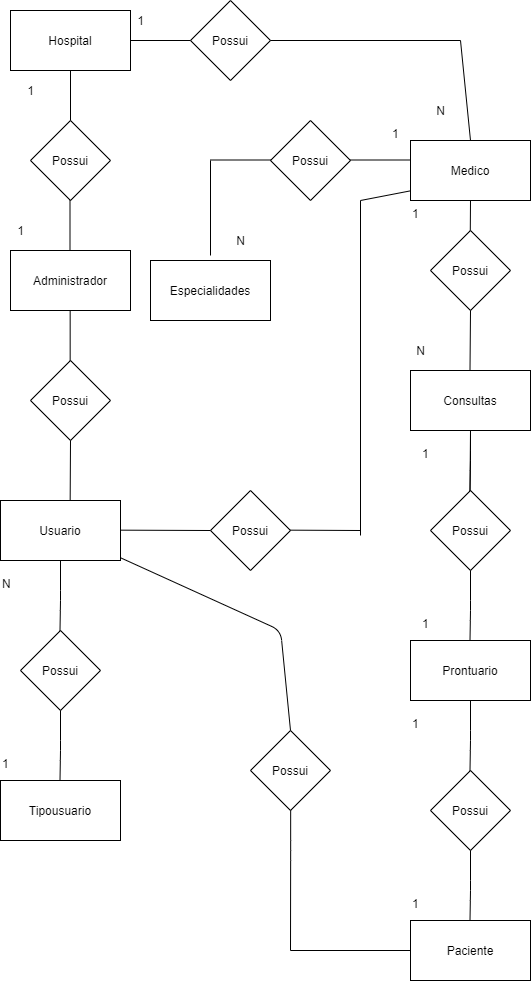 1
Hospital
Possui
1
N
1
Possui
Possui
Medico
1
1
N
Possui
Administrador
Especialidades
N
Possui
Consultas
1
Usuario
Possui
Possui
N
1
Possui
Prontuario
1
1
Possui
Tipousuario
Possui
1
Paciente